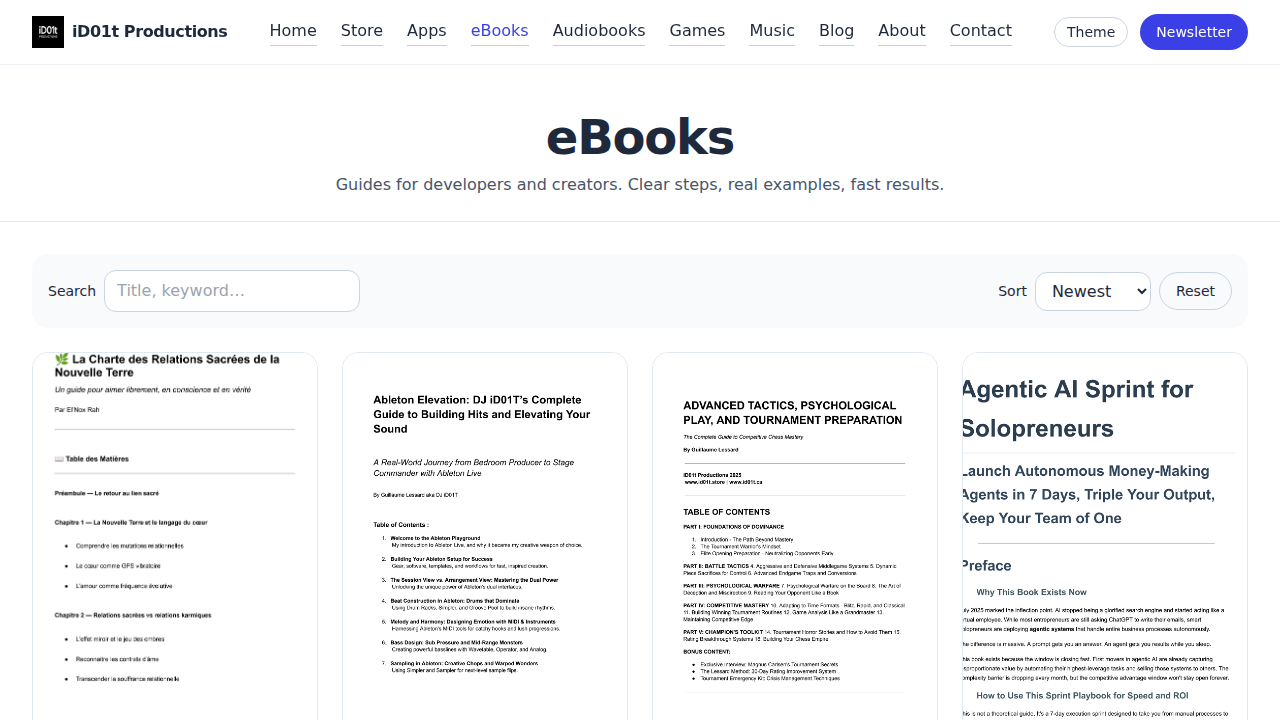 iD01t
PRODUCTIONS
iD01t Productions
Home
Store
Apps
eBooks
Audiobooks
Games
Music
Blog
About
Contact
Theme
Newsletter
eBooks
Guides for developers and creators. Clear steps, real examples, fast results.
Search
Title, keyword...
Sort
Newest
Reset
🌿 La Charte des Relations Sacrées de la
Nouvelle Terre
Un guide pour aimer librement, en conscience et en vérité
Par El'Nox Rah
📖 Table des Matières
Préambule — Le retour au lien sacré
Chapitre 1 — La Nouvelle Terre et le langage du cœur
• Comprendre les mutations relationnelles
• Le cœur comme GPS vibratoire
• L'amour comme fréquence évolutive
Chapitre 2 — Relations sacrées vs relations karmiques
• L'effet miroir et le jeu des ombres
• Reconnaître les contrats d'âme
• Transcender la souffrance relationnelle
Ableton Elevation: DJ iD01T's Complete
Guide to Building Hits and Elevating Your
Sound
A Real-World Journey from Bedroom Producer to Stage
Commander with Ableton Live
By Guillaume Lessard aka DJ iD01T
Table of Contents :
1. Welcome to the Ableton Playground
My introduction to Ableton Live, and why it became my creative weapon of choice.
2. Building Your Ableton Setup for Success
Gear, software, templates, and workflows for fast, inspired creation.
3. The Session View vs. Arrangement View: Mastering the Dual Power
Unlocking the unique power of Ableton's dual interfaces.
4. Beat Construction in Ableton: Drums that Dominate
Using Drum Racks, Simpler, and Groove Pool to build insane rhythms.
5. Melody and Harmony: Designing Emotion with MIDI & Instruments
Harnessing Ableton's MIDI tools for catchy hooks and lush progressions.
6. Bass Design: Sub Pressure and Mid-Range Monsters
Creating powerful basslines with Wavetable, Operator, and Analog.
7. Sampling in Ableton: Creative Chops and Warped Wonders
Using Simpler and Sampler for next-level sample flips.
ADVANCED TACTICS, PSYCHOLOGICAL
PLAY, AND TOURNAMENT PREPARATION
The Complete Guide to Competitive Chess Mastery
By Guillaume Lessard
iD01t Productions 2025
www.id01t.store | www.id01t.ca
TABLE OF CONTENTS
PART I: FOUNDATIONS OF DOMINANCE
1. Introduction - The Path Beyond Mastery
2. The Tournament Warrior's Mindset
3. Elite Opening Preparation - Neutralizing Opponents Early
PART II: BATTLE TACTICS 4. Aggressive and Defensive Middlegame Systems 5. Dynamic
Piece Sacrifices for Control 6. Advanced Endgame Traps and Conversions
PART III: PSYCHOLOGICAL WARFARE 7. Psychological Warfare on the Board 8. The Art of
Deception and Misdirection 9. Reading Your Opponent Like a Book
PART IV: COMPETITIVE MASTERY 10. Adapting to Time Formats - Blitz, Rapid, and Classical
11. Building Winning Tournament Routines 12. Game Analysis Like a Grandmaster 13.
Maintaining Competitive Edge
PART V: CHAMPION'S TOOLKIT 14. Tournament Horror Stories and How to Avoid Them 15.
Rating Breakthrough Systems 16. Building Your Chess Empire
BONUS CONTENT:
• Exclusive Interview: Magnus Carlsen's Tournament Secrets
• The Lessard Method: 30-Day Rating Improvement System
• Tournament Emergency Kit: Crisis Management Techniques
Agentic AI Sprint for
Solopreneurs
Launch Autonomous Money-Making
Agents in 7 Days, Triple Your Output,
Keep Your Team of One
Preface
Why This Book Exists Now
uly 2025 marked the inflection point. AI stopped being a glorified search engine and started acting like a
rtual employee. While most entrepreneurs are still asking ChatGPT to write their emails, smart
olopreneurs are deploying agentic systems that handle entire business processes autonomously.
he difference is massive. A prompt gets you an answer. An agent gets you results while you sleep.
his book exists because the window is closing fast. First movers in agentic AI are already capturing
sproportionate value by automating their highest-leverage tasks and selling those systems to others. The
omplexity barrier is dropping every month, but the competitive advantage window won't stay open forever.
How to Use This Sprint Playbook for Speed and ROI
his is not a theoretical guide. It's a 7-day execution sprint designed to take you from manual processes to